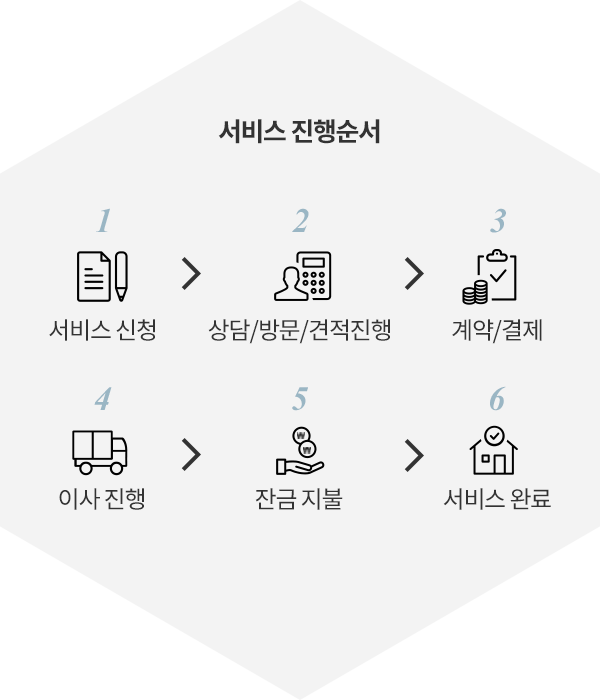 서비스 진행순서
1 2 3
서비스 신청 상담/방문/견적진행 계약/결제
4 5 6
₩
₩
이사 진행 잔금 지불 서비스 완료